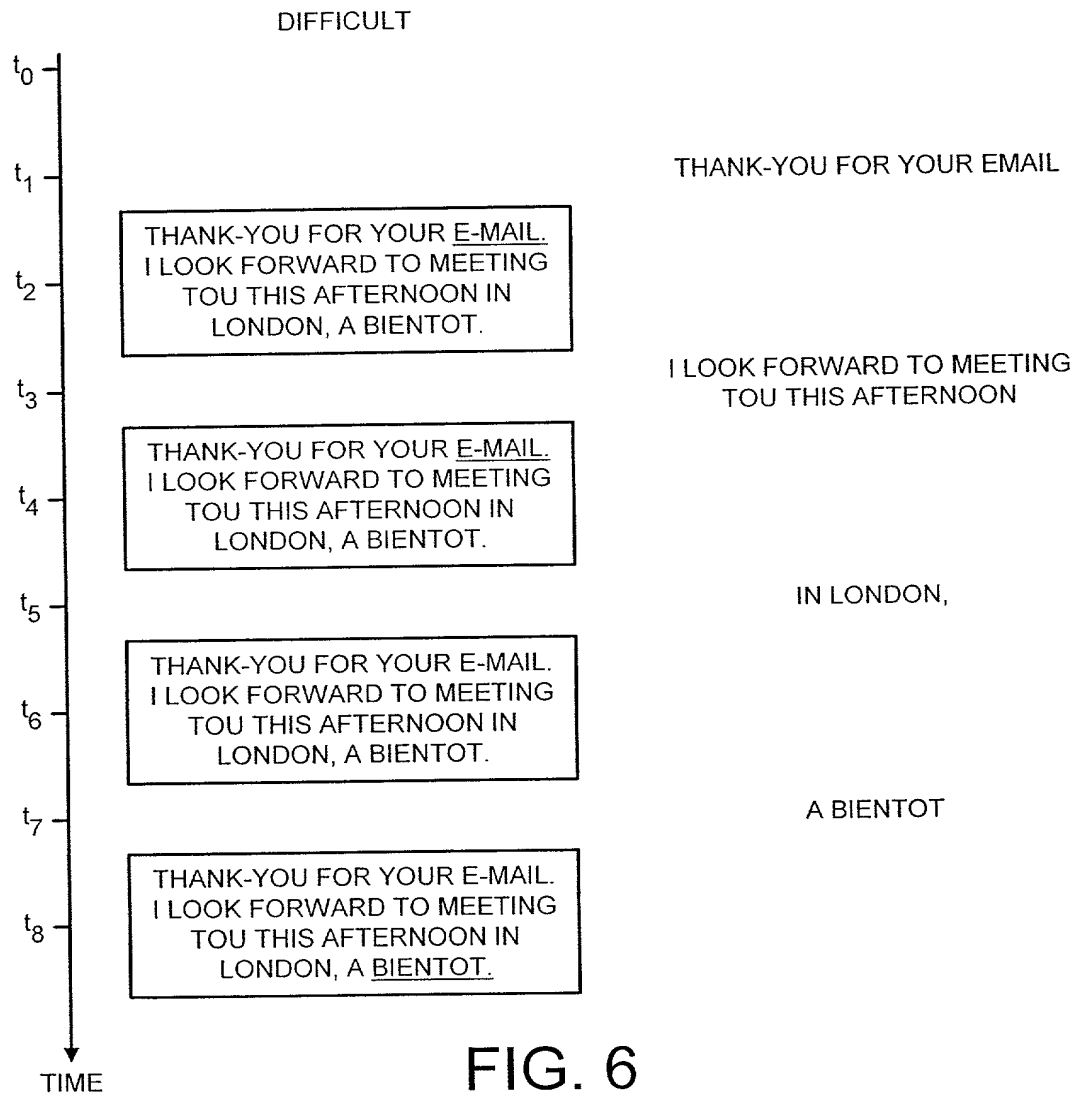 DIFFICULT
t0
t1
THANK-YOU FOR YOUR EMAIL
THANK-YOU FOR YOUR E-MAIL.
I LOOK FORWARD TO MEETING
TOU THIS AFTERNOON IN
LONDON, A BIENTOT.
t2
t3
I LOOK FORWARD TO MEETING
TOU THIS AFTERNOON
THANK-YOU FOR YOUR E-MAIL.
I LOOK FORWARD TO MEETING
TOU THIS AFTERNOON IN
LONDON, A BIENTOT.
t4
t5
IN LONDON,
THANK-YOU FOR YOUR E-MAIL.
I LOOK FORWARD TO MEETING
TOU THIS AFTERNOON IN
LONDON, A BIENTOT.
t6
t7
A BIENTOT
THANK-YOU FOR YOUR E-MAIL.
I LOOK FORWARD TO MEETING
TOU THIS AFTERNOON IN
LONDON, A BIENTOT.
t8
TIME
FIG. 6